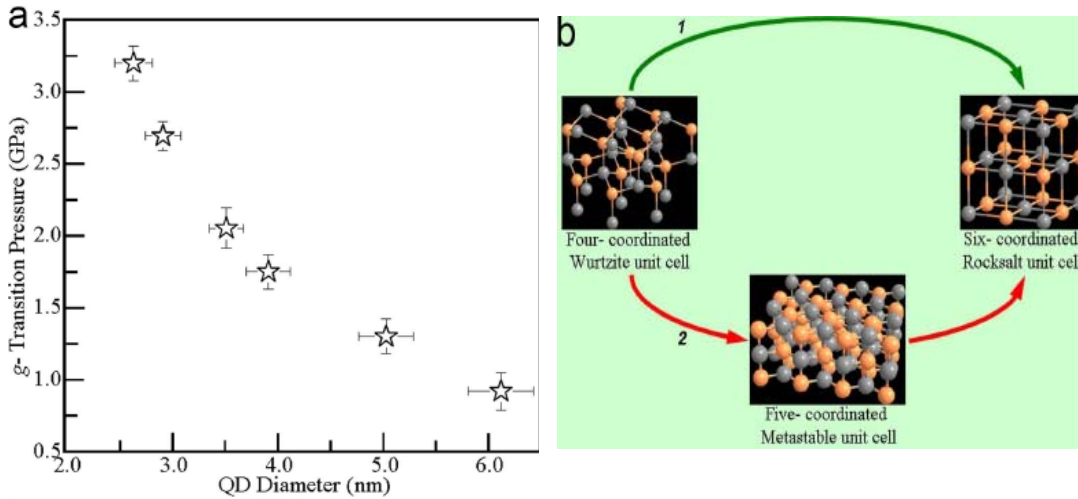 a
3.5
3.0
2.5
2.0
1.5
1.0
0.5
g- Transition Pressure (GPa)
2.0 3.0 4.0 5.0 6.0
QD Diameter (nm)
b
1
Four- coordinated
Wurtzite unit cell
Six- coordinated
Rocksalt unit cell
2
Five- coordinated
Metastable unit cell